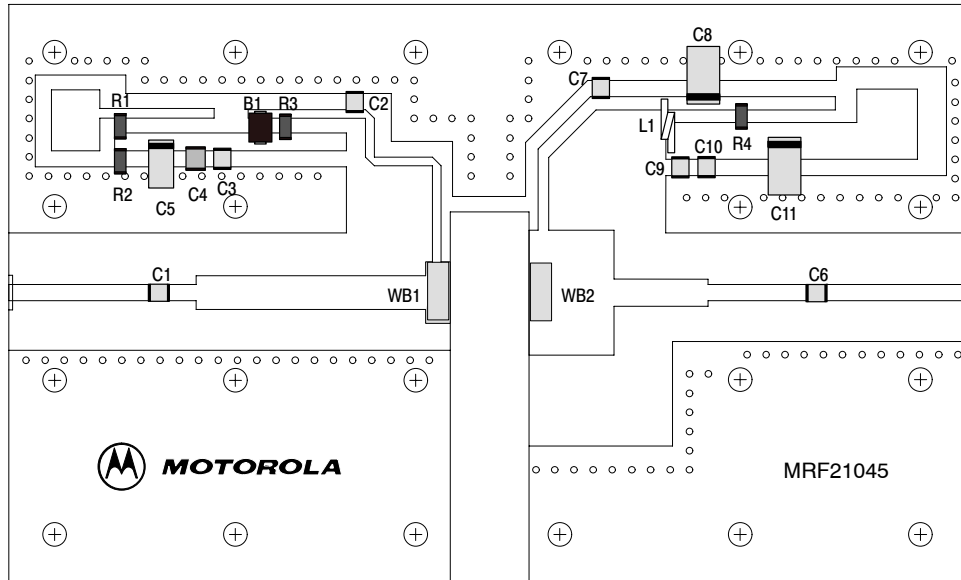 C8
C7
C2
R1
B1
R3
L1
R4
C10
C9
R2
C4
C3
C5
C11
C1
C6
WB1
WB2
MOTOROLA
MRF21045